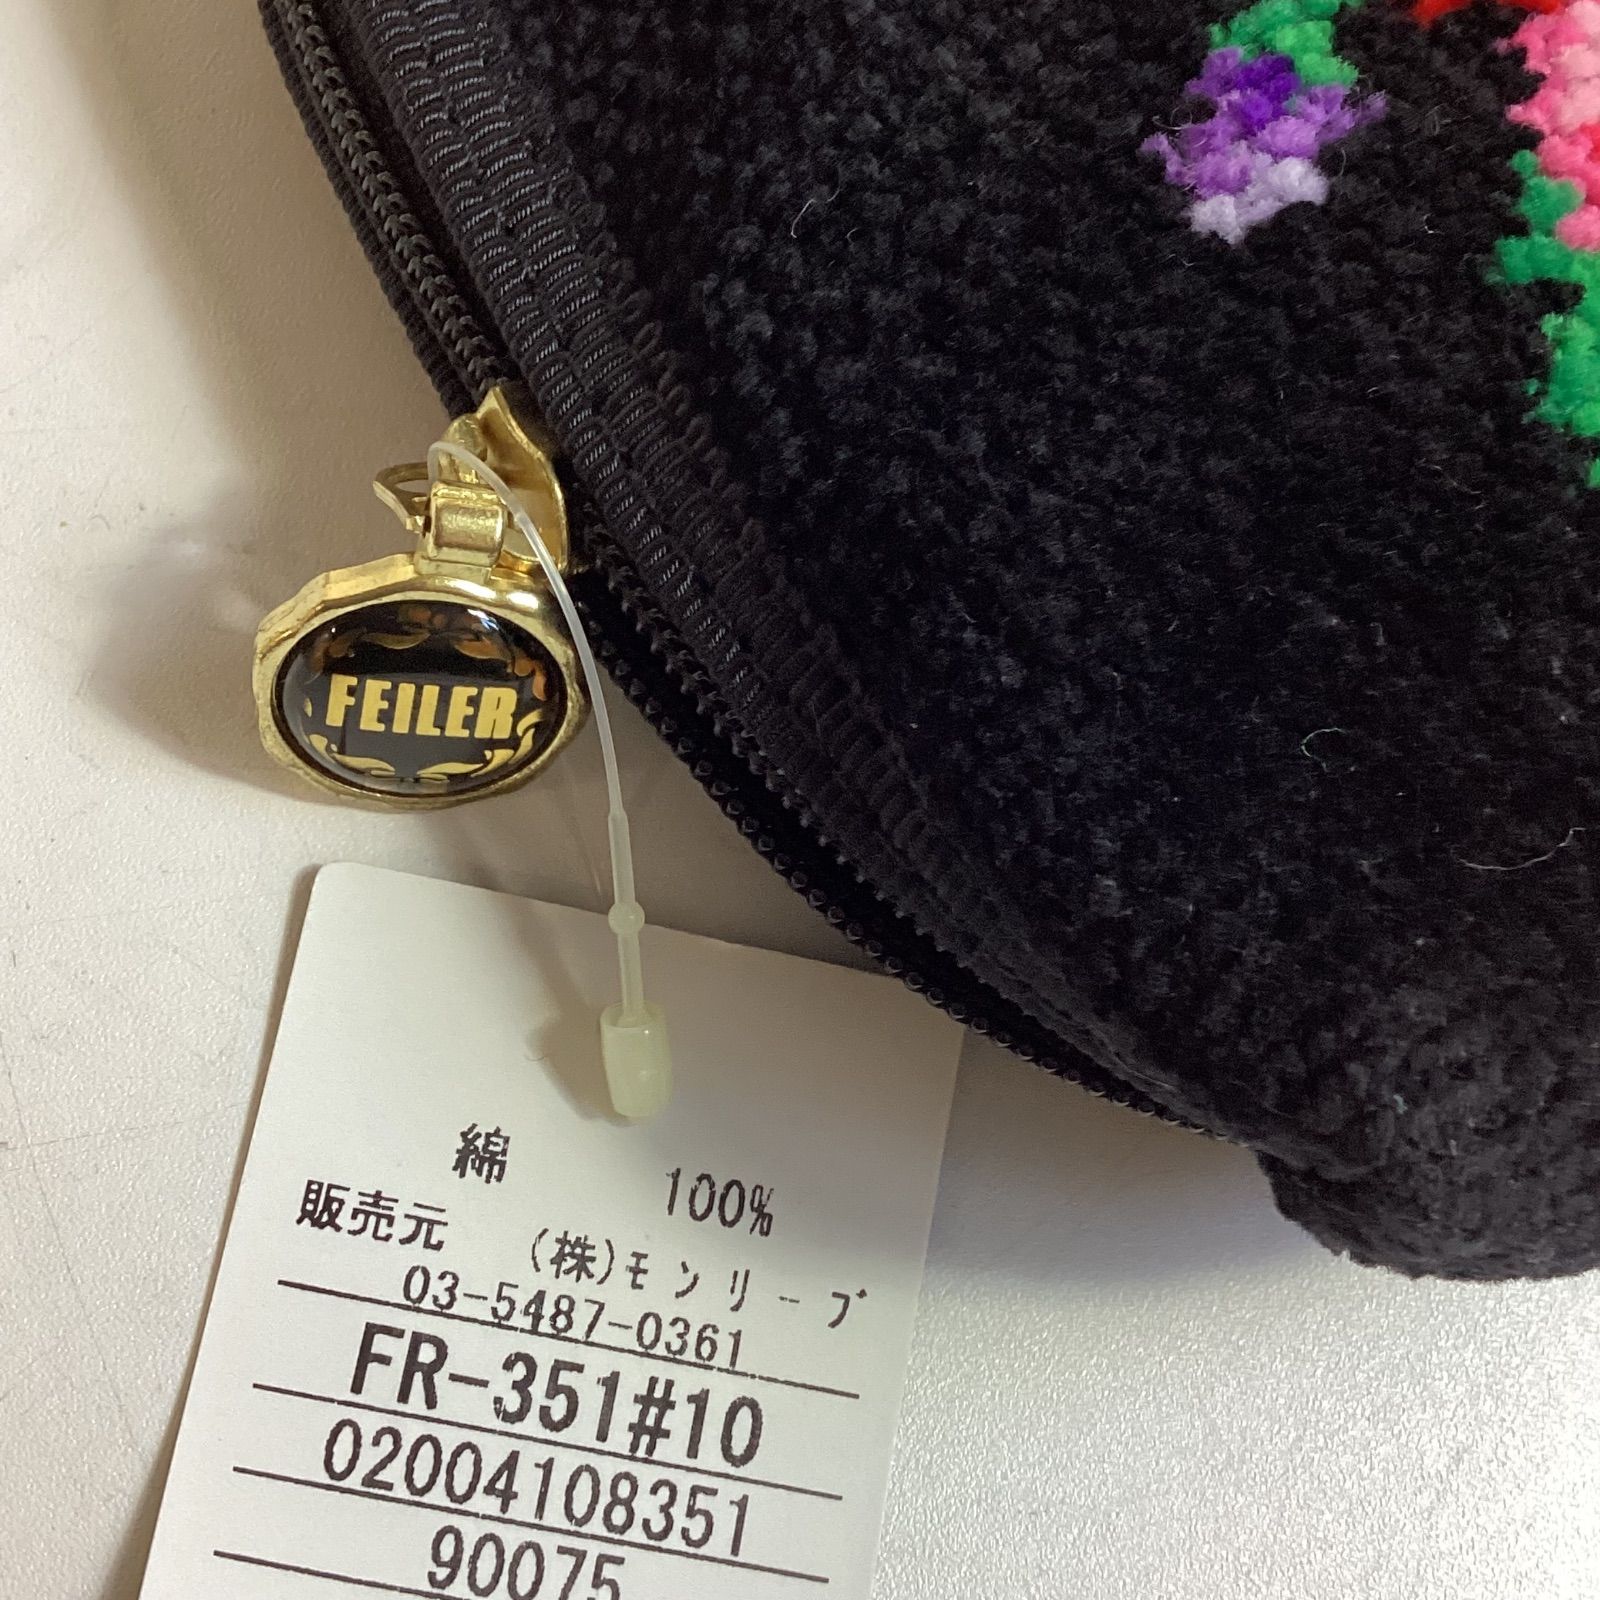 FEILER
綿 100%
販売元 (株)モンリーブ
03-5487-0361
FR-351#10
02004108351
90075